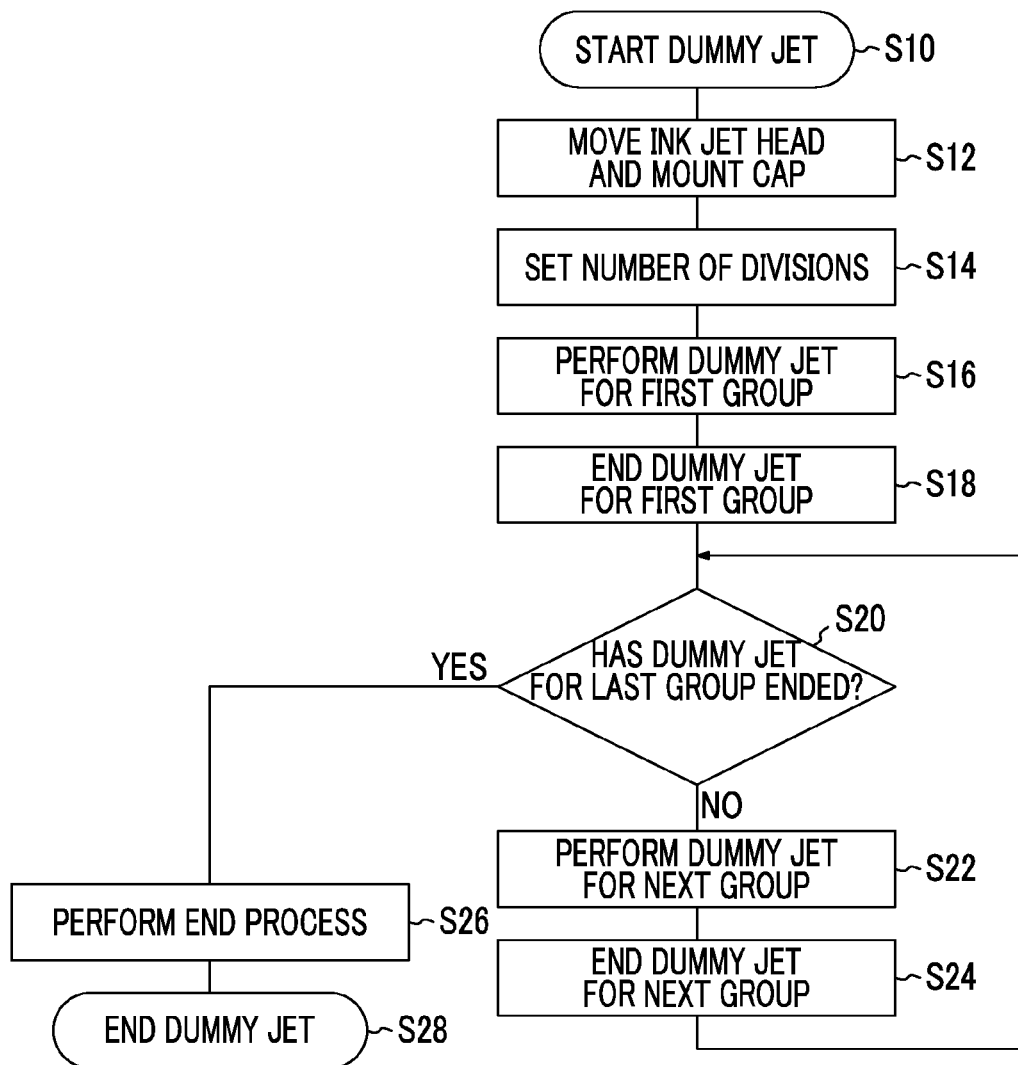 START DUMMY JET
S10
MOVE INK JET HEAD
AND MOUNT CAP
S12
SET NUMBER OF DIVISIONS
S14
PERFORM DUMMY JET
FOR FIRST GROUP
S16
END DUMMY JET
FOR FIRST GROUP
S18
S20
HAS DUMMY JET
FOR LAST GROUP ENDED?
YES
NO
PERFORM DUMMY JET
FOR NEXT GROUP
S22
PERFORM END PROCESS
S26
END DUMMY JET
FOR NEXT GROUP
S24
END DUMMY JET
S28